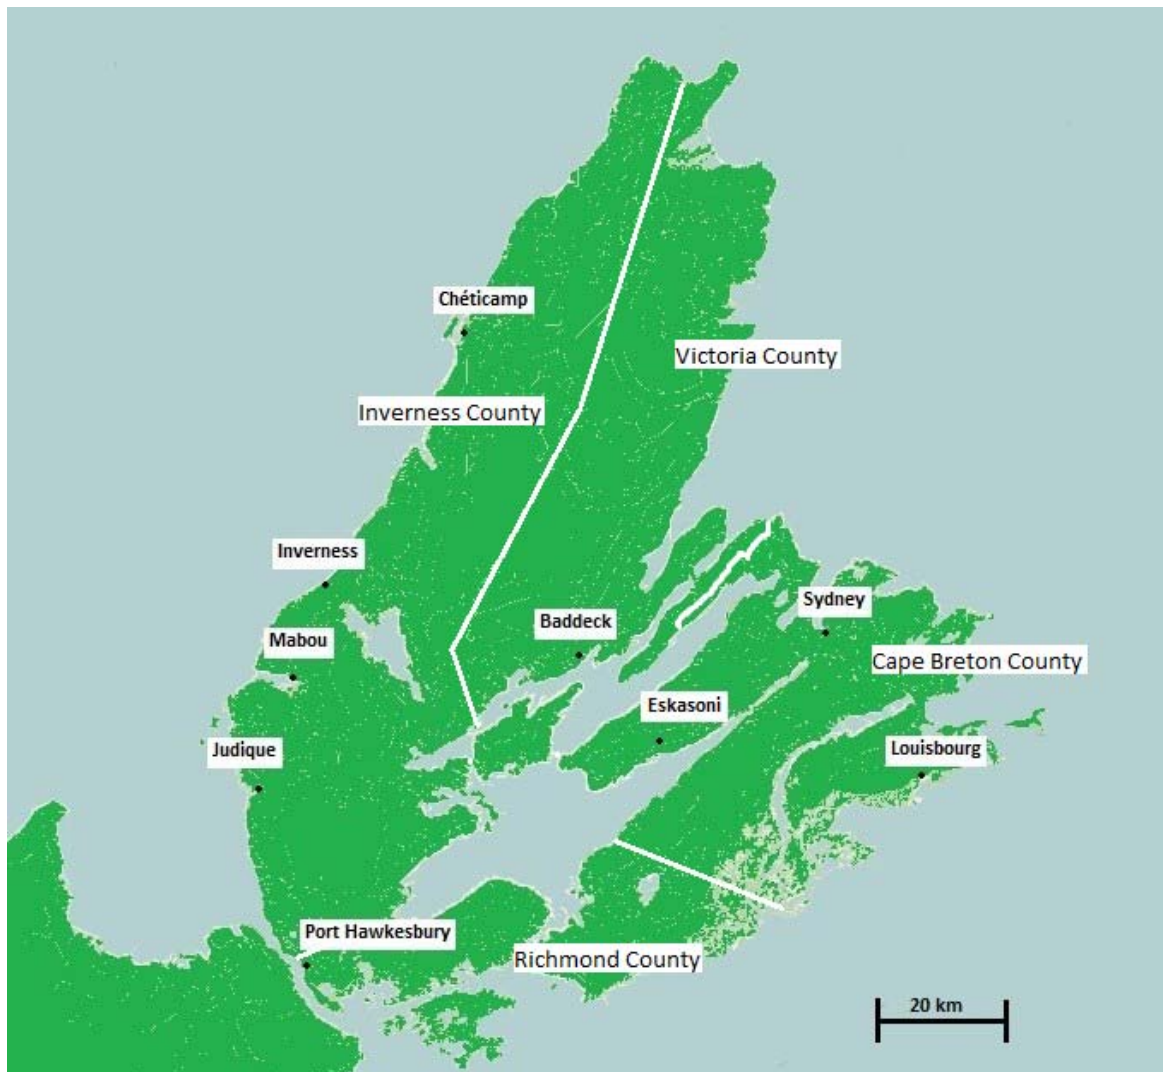 Chéticamp
Victoria County
Inverness County
Inverness
Sydney
Baddeck
Mabou
Cape Breton County
Eskasoni
Judique
Louisbourg
Port Hawkesbury
Richmond County
20 km